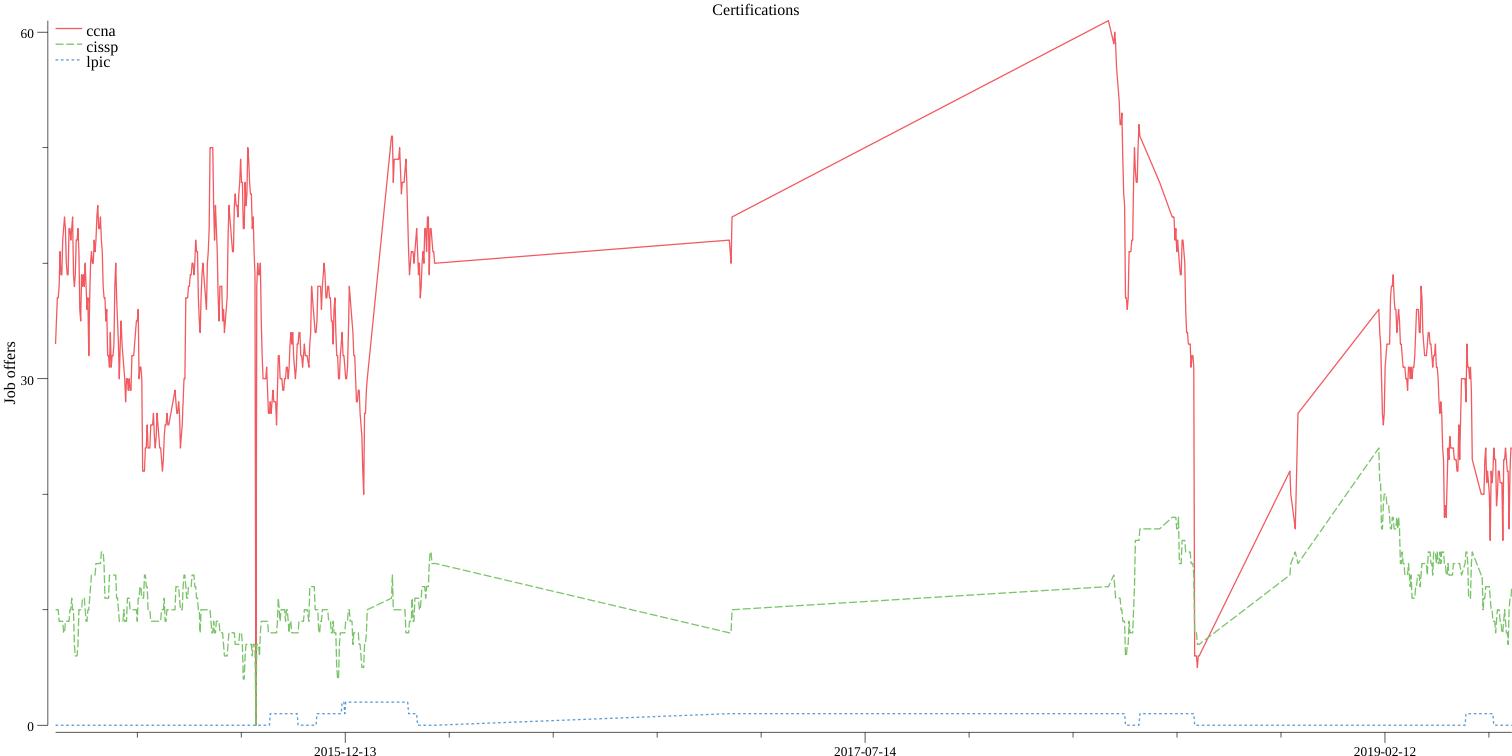 Certifications
60
ccna
cissp
lpic
Job offers
30
0
2015-12-13
2017-07-14
2019-02-12